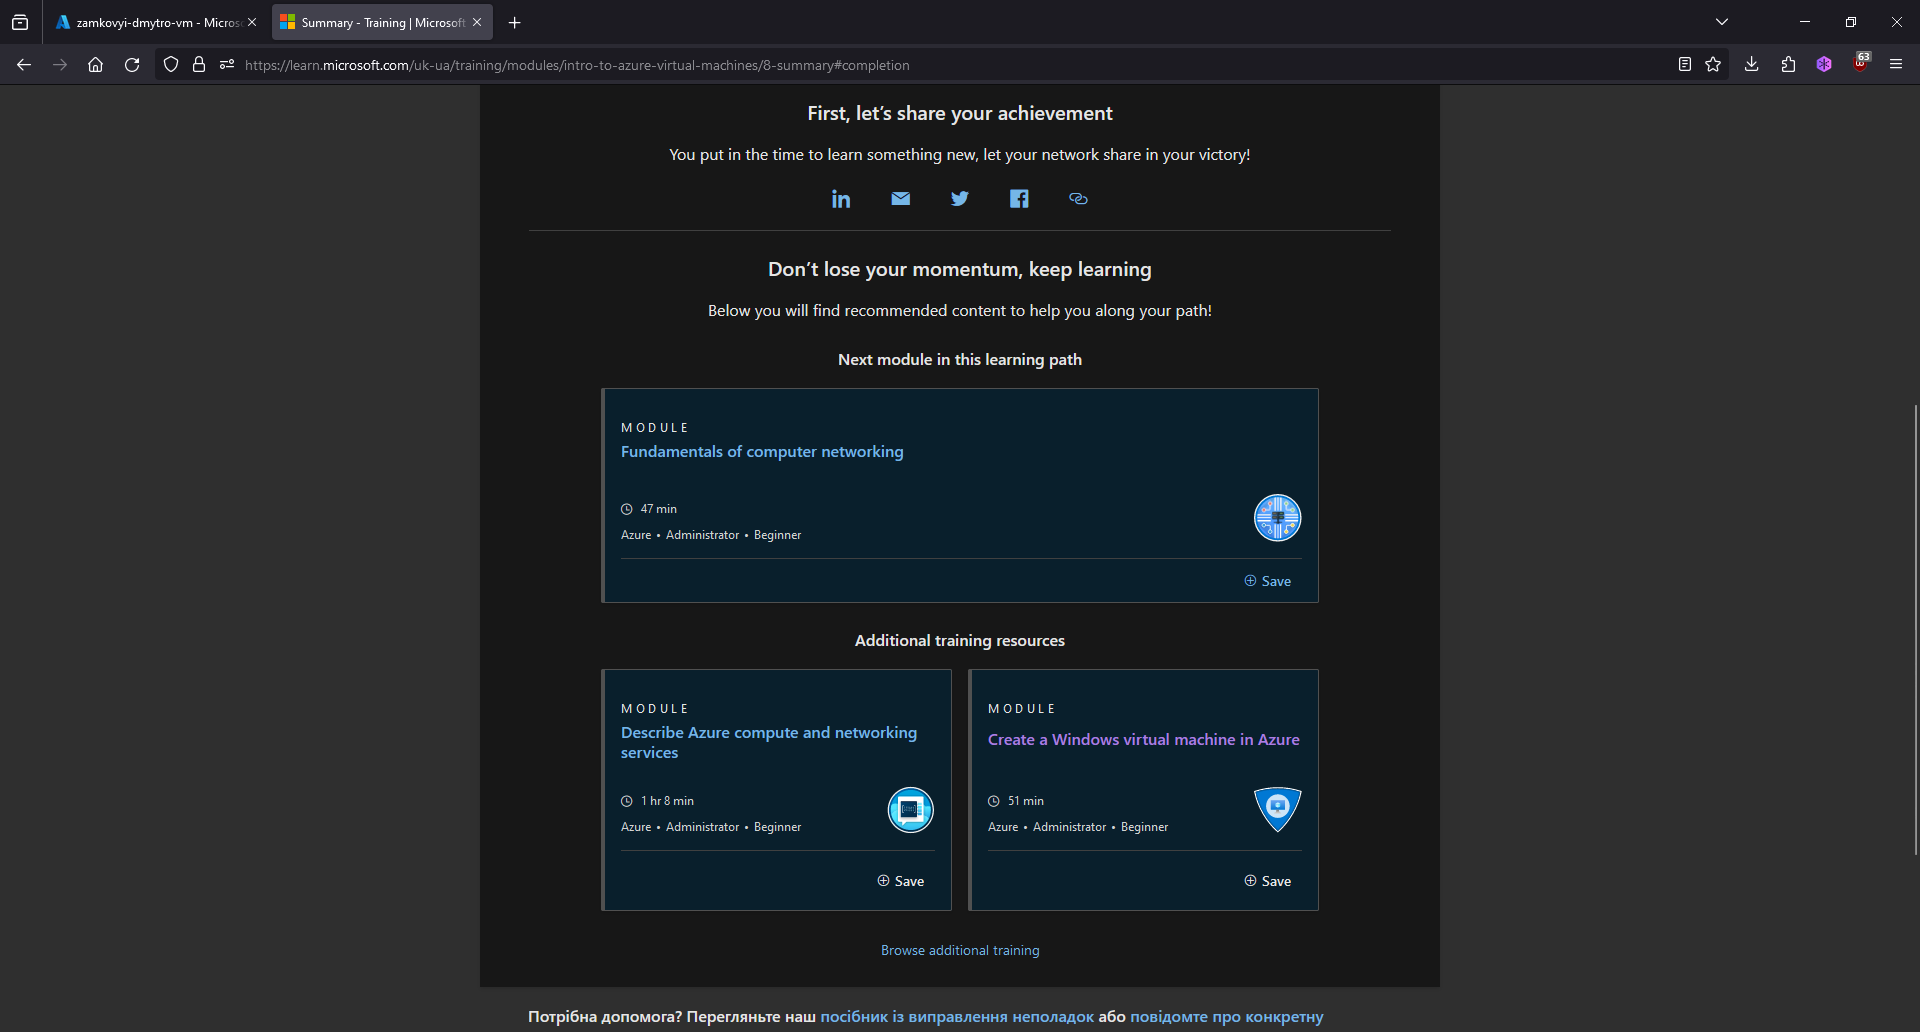 zamkovyi-dmytro-vm - Micros
Summary - Training | Microsoft
https://learn.microsoft.com/uk-ua/training/modules/intro-to-azure-virtual-machines/8-summary#completion
63
First, let’s share your achievement
You put in the time to learn something new, let your network share in your victory!
Don’t lose your momentum, keep learning
Below you will find recommended content to help you along your path!
Next module in this learning path
MODULE
Fundamentals of computer networking
47 min
Azure • Administrator • Beginner
Save
Additional training resources
MODULE
Describe Azure compute and networking
services
1 hr 8 min
Azure • Administrator • Beginner
Save
MODULE
Create a Windows virtual machine in Azure
51 min
Azure • Administrator • Beginner
Save
Browse additional training
Потрібна допомога? Перегляньте наш посібник із виправлення неполадок або повідомте про конкретну